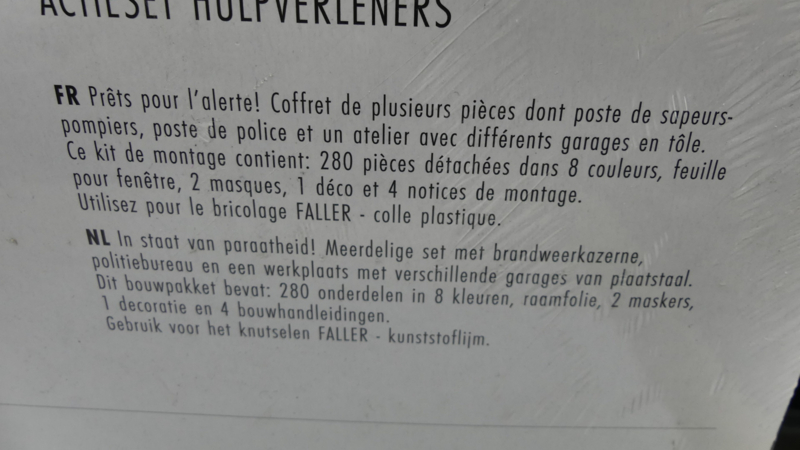 ACTIESET HULPVERLENERS
FR Prêts pour l'alerte! Coffret de plusieurs pièces dont poste de sapeurs-
pompiers, poste de police et un atelier avec différents garages en tôle.
Ce kit de montage contient: 280 pièces détachées dans 8 couleurs, feuille
pour fenêtre, 2 masques, 1 déco et 4 notices de montage.
Utilisez pour le bricolage FALLER - colle plastique.
NL In staat van paraatheid! Meerdelige set met brandweerkazerne,
politiebureau en een werkplaats met verschillende garages van plaatstaal.
Dit bouwpakket bevat: 280 onderdelen in 8 kleuren, raamfolie, 2 maskers,
1 decoratie en 4 bouwhandleidingen.
Gebruik voor het knutselen FALLER - kunststoflijm.